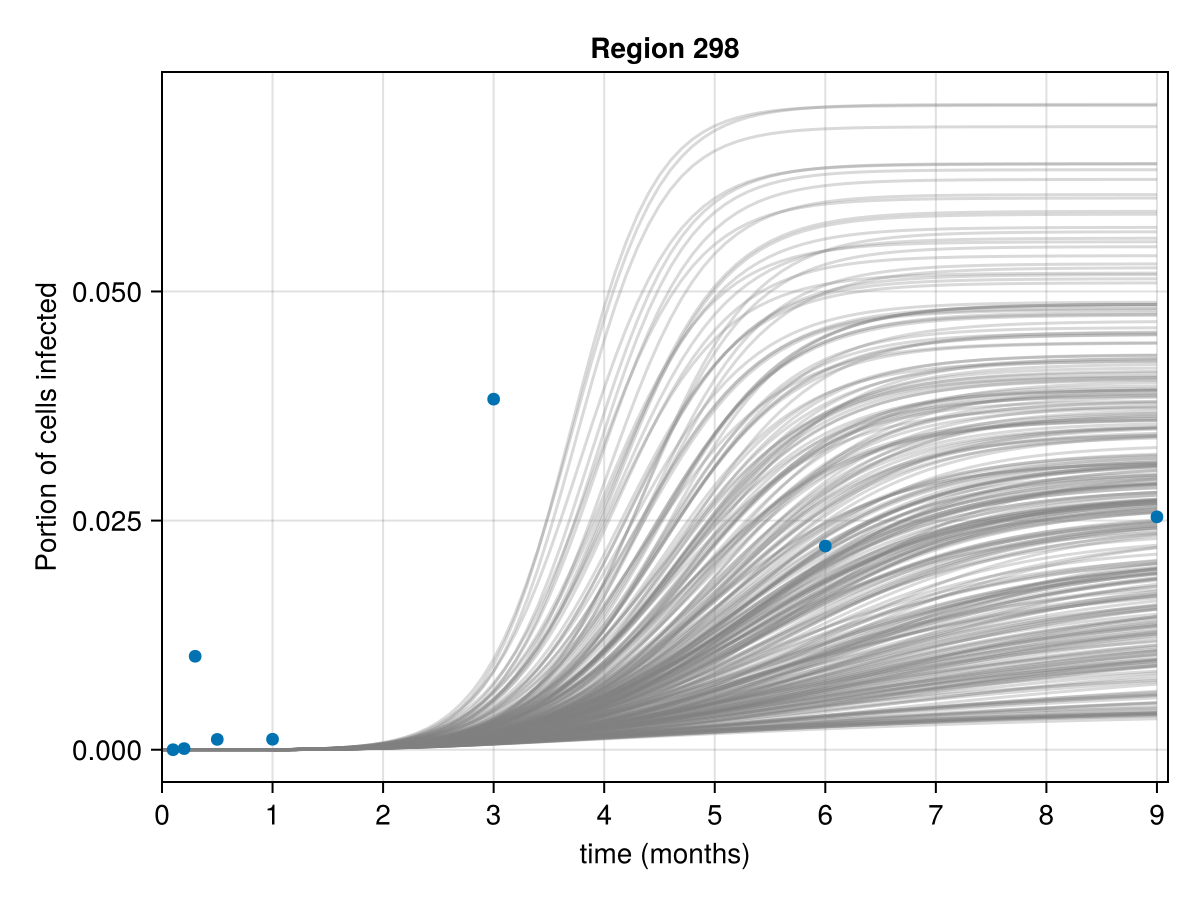 Region 298
Portion of cells infected
0.050
0.025
0.000
0 1 2 3 4 5 6 7 8 9
time (months)